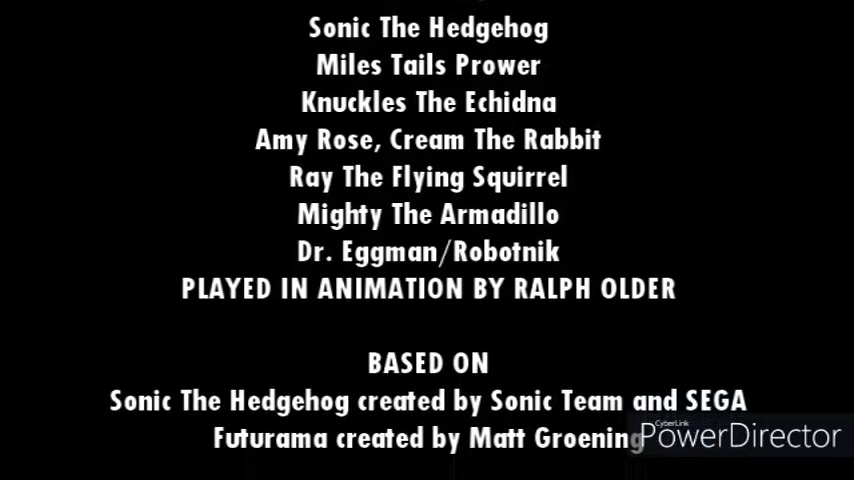 Sonic The Hedgehog
Miles Tails Prower
Knuckles The Echidna
Amy Rose, Cream The Rabbit
Ray The Flying Squirrel
Mighty The Armadillo
Dr. Eggman/Robotnik
PLAYED IN ANIMATION BY RALPH OLDER
BASED ON
Sonic The Hedgehog created by Sonic Team and SEGA
Futurama created by Matt Groening
CyberLink
PowerDirector